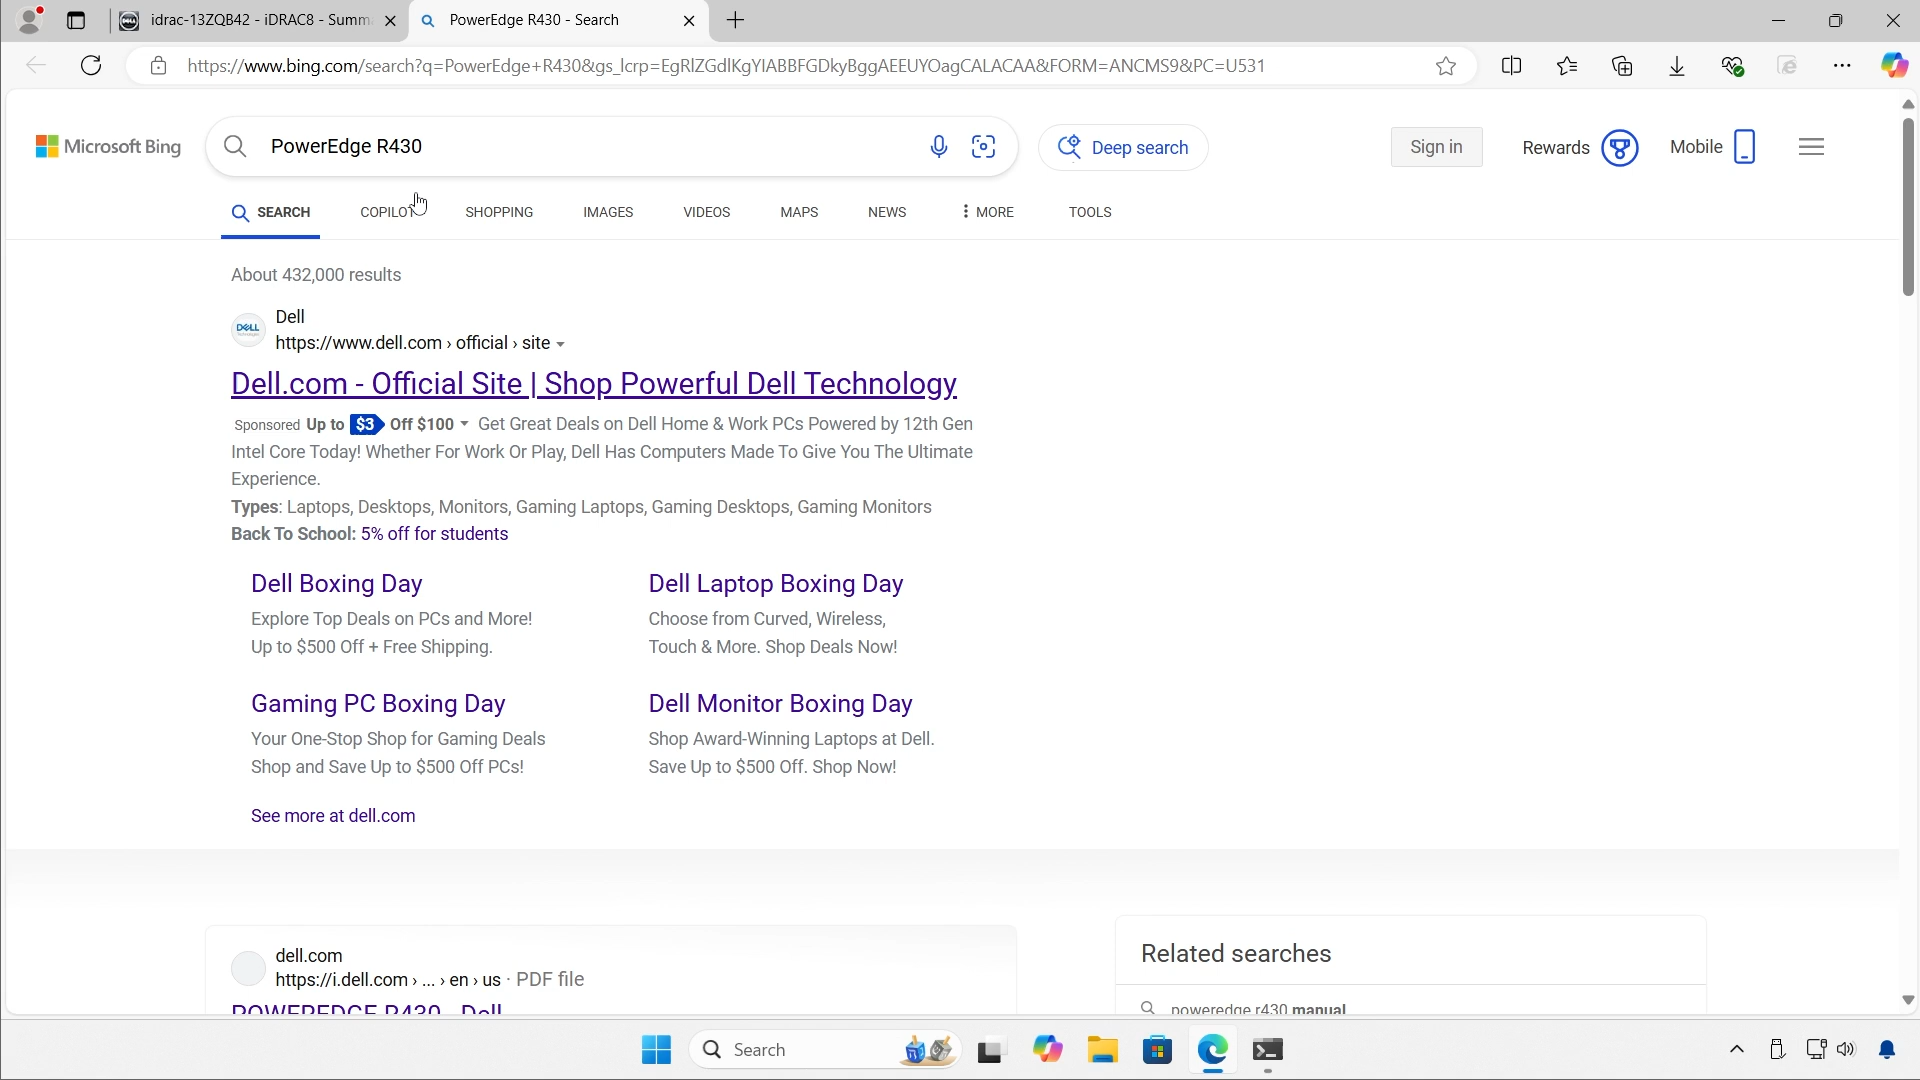 idrac-13ZQB42 - iDRAC8 - Summ
PowerEdge R430 - Search
https://www.bing.com/search?q=PowerEdge+R430&gs_lcrp=EgRlZGdlKgYIABBFGDkyBggAEEUYOagCALACAA&FORM=ANCMS9&PC=U531
Microsoft Bing
PowerEdge R430
Deep search
Sign in
Rewards
Mobile
SEARCH
COPILOT
SHOPPING
IMAGES
VIDEOS
MAPS
NEWS
MORE
TOOLS
About 432,000 results
DELL
Dell
https://www.dell.com › official › site
Dell.com - Official Site | Shop Powerful Dell Technology
Sponsored Up to $3 Off $100 Get Great Deals on Dell Home & Work PCs Powered by 12th Gen
Intel Core Today! Whether For Work Or Play, Dell Has Computers Made To Give You The Ultimate
Experience.
Types: Laptops, Desktops, Monitors, Gaming Laptops, Gaming Desktops, Gaming Monitors
Back To School: 5% off for students
Dell Boxing Day
Explore Top Deals on PCs and More!
Up to $500 Off + Free Shipping.
Dell Laptop Boxing Day
Choose from Curved, Wireless,
Touch & More. Shop Deals Now!
Gaming PC Boxing Day
Your One-Stop Shop for Gaming Deals
Shop and Save Up to $500 Off PCs!
Dell Monitor Boxing Day
Shop Award-Winning Laptops at Dell.
Save Up to $500 Off. Shop Now!
See more at dell.com
dell.com
https://i.dell.com › ... › en › us · PDF file
POWEREDGE R430 - Dell
Related searches
poweredge r430 manual
Search